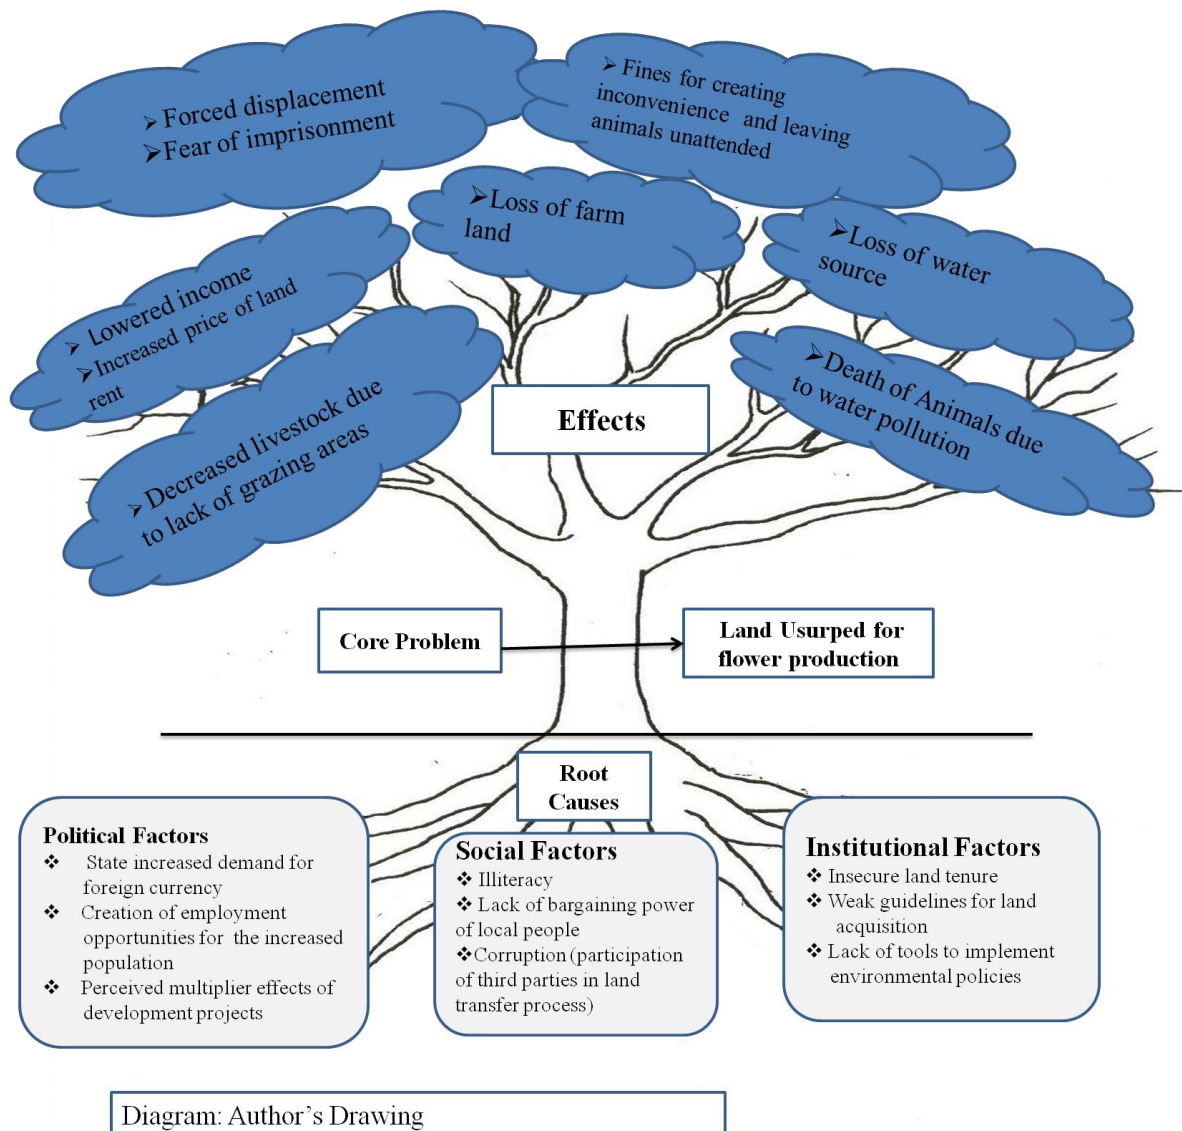 ➢ Forced displacement
➢Fear of imprisonment
➢ Fines for creating
inconvenience and leaving
animals unattended
➢Loss of farm
land
➢Loss of water
source
➢ Lowered income
➢Increased price of land
rent
➢Death of Animals due
to water pollution
➢ Decreased livestock due
to lack of grazing areas
Effects
Core Problem
Land Usurped for
flower production
Root
Causes
Political Factors
❖ State increased demand for
foreign currency
❖ Creation of employment
opportunities for the increased
population
❖ Perceived multiplier effects of
development projects
Social Factors
❖ Illiteracy
❖ Lack of bargaining power
of local people
❖Corruption (participation
of third parties in land
transfer process)
Institutional Factors
❖ Insecure land tenure
❖ Weak guidelines for land
acquisition
❖ Lack of tools to implement
environmental policies
Diagram: Author's Drawing